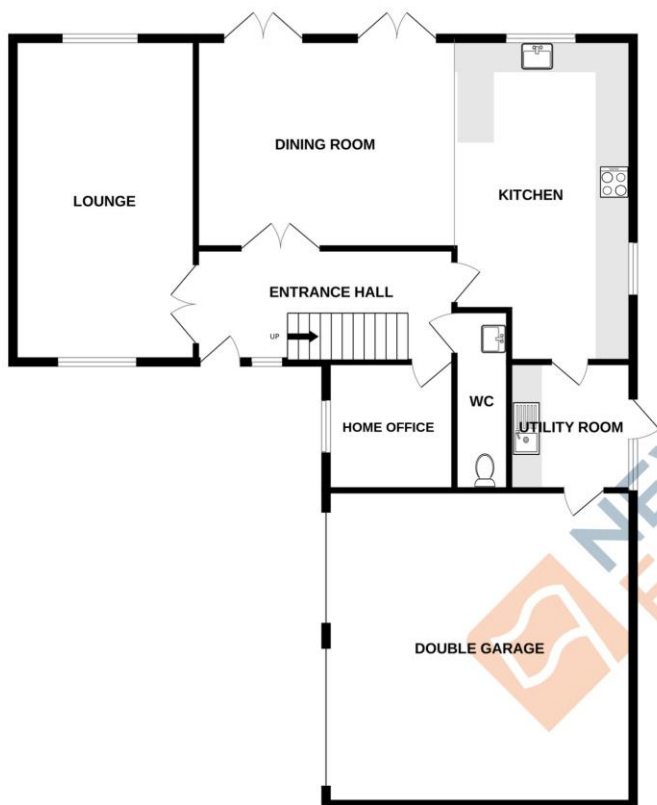 DINING ROOM
KITCHEN
LOUNGE
ENTRANCE HALL
UP
WC
HOME OFFICE
UTILITY ROOM
DOUBLE GARAGE